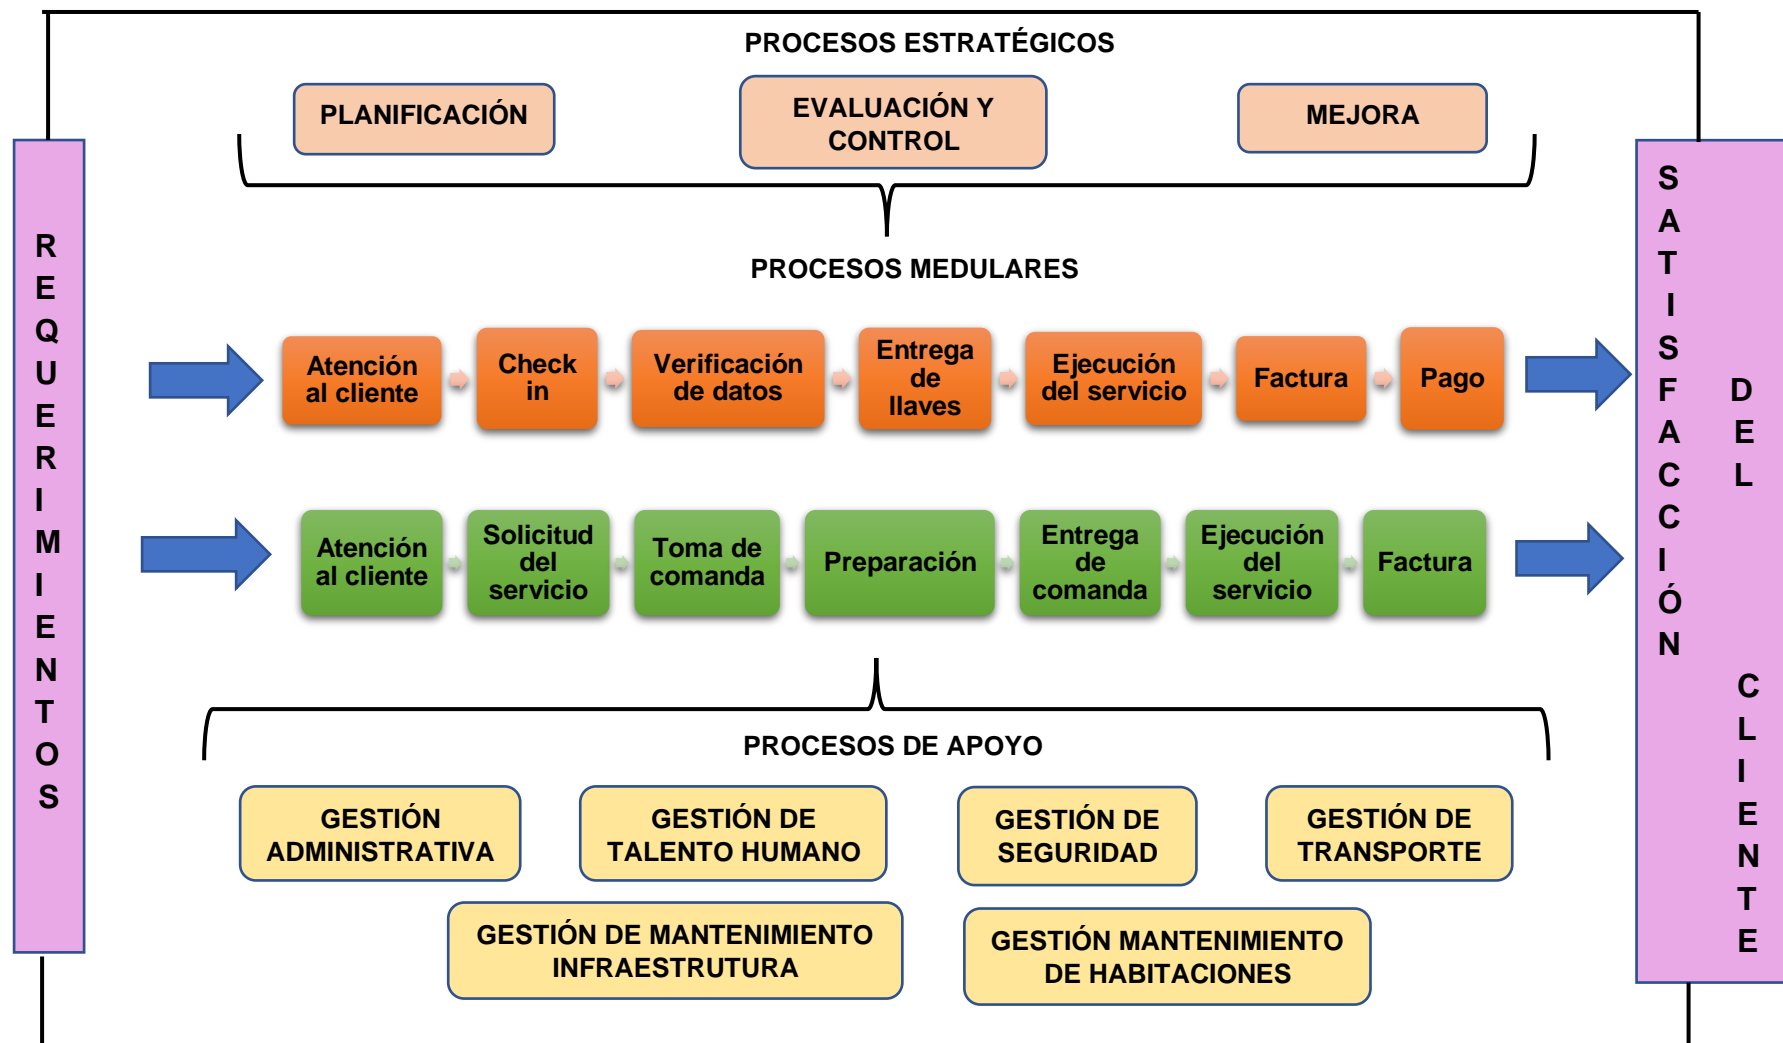 PROCESOS ESTRATÉGICOS
PLANIFICACIÓN
EVALUACIÓN Y
CONTROL
MEJORA
REQUERIMIENTOS
PROCESOS MEDULARES
Atención
al cliente
Check
in
Verificación
de datos
Entrega
de
llaves
Ejecución
del servicio
Factura
Pago
Atención
al cliente
Solicitud
del
servicio
Toma de
comanda
Preparación
Entrega
de
comanda
Ejecución
del
servicio
Factura
SATISFACCIÓN
DEL
CLIENTE
PROCESOS DE APOYO
GESTIÓN
ADMINISTRATIVA
GESTIÓN DE
TALENTO HUMANO
GESTIÓN DE
SEGURIDAD
GESTIÓN DE
TRANSPORTE
GESTIÓN DE MANTENIMIENTO
INFRAESTRUTURA
GESTIÓN MANTENIMIENTO
DE HABITACIONES